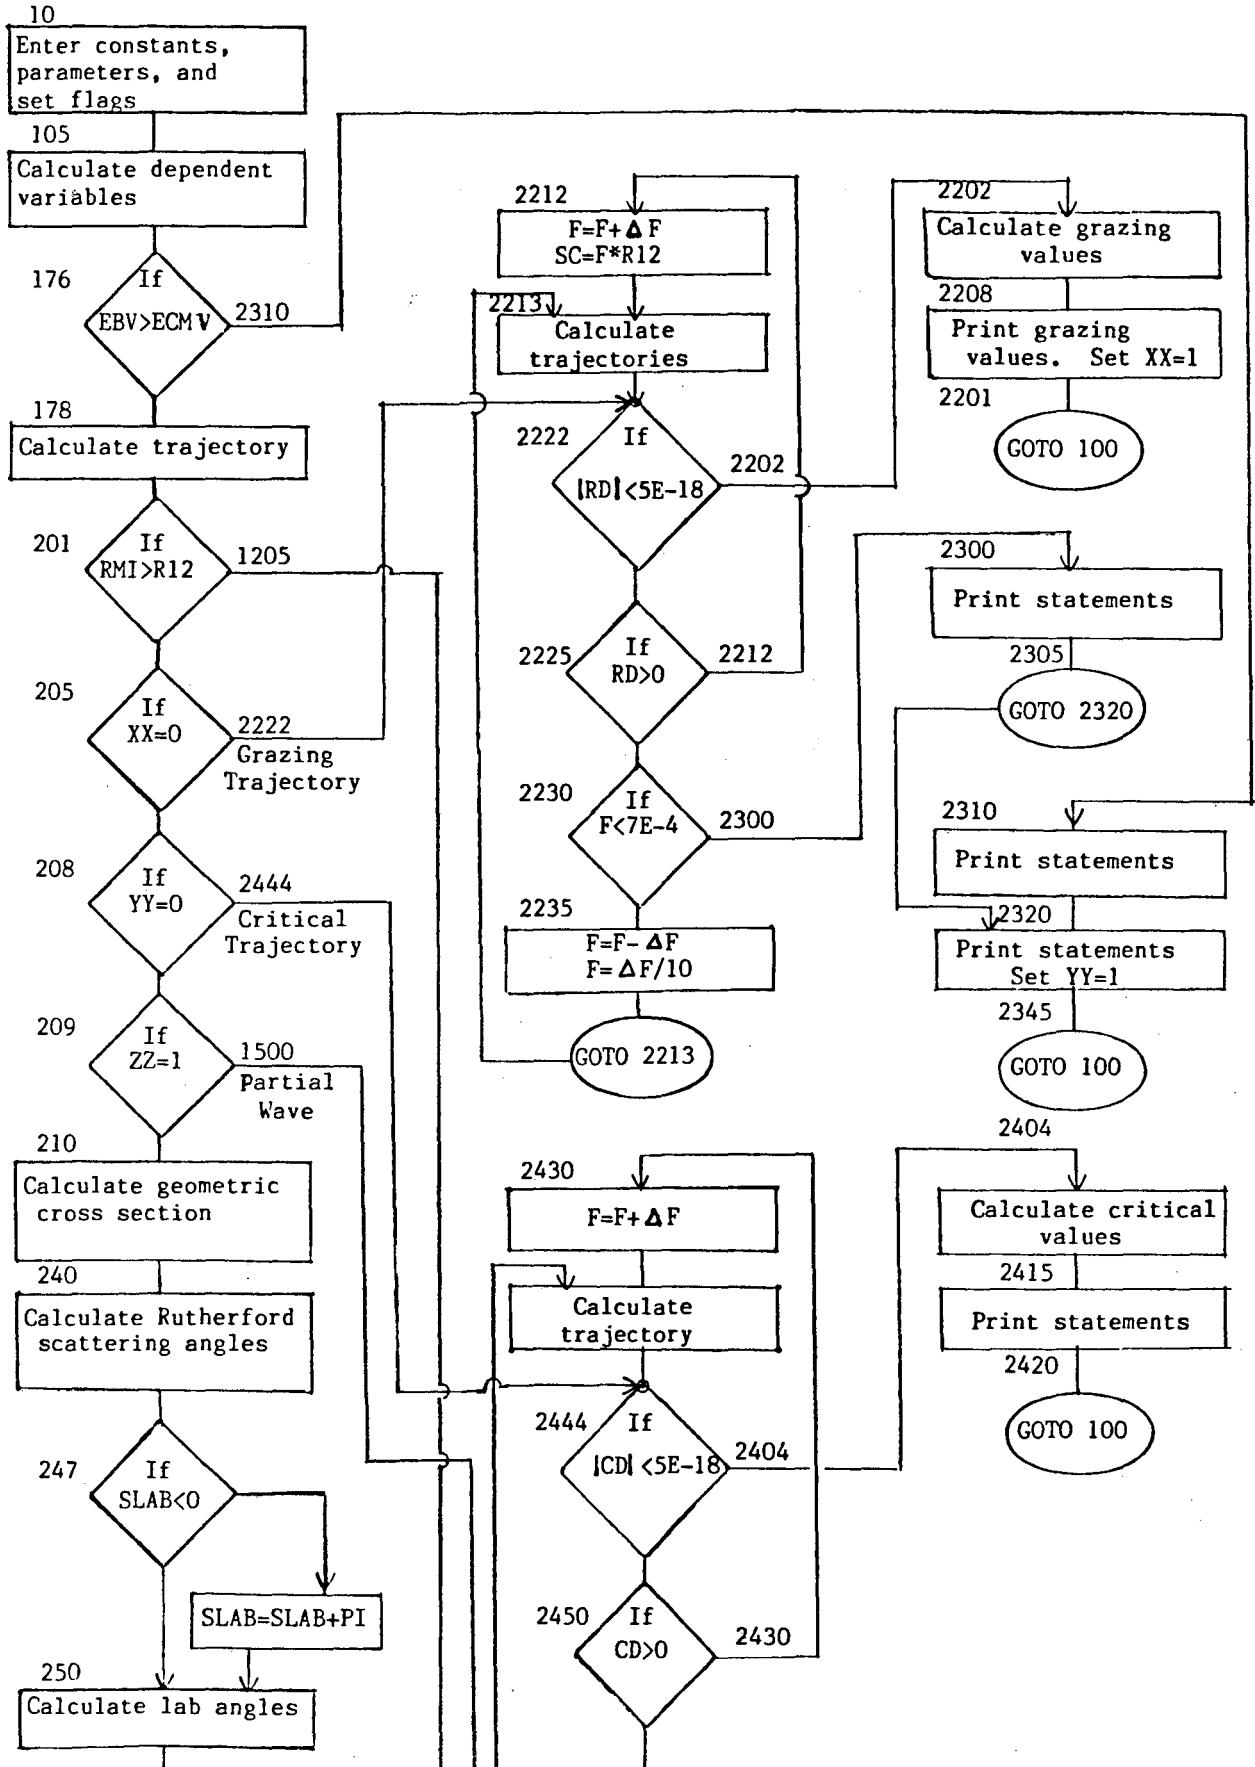 10
Enter constants,
parameters, and
set flags
105
Calculate dependent
variables
176
If
EBV>ECMV
2310
178
Calculate trajectory
201
If
RMI>R12
1205
205
If
XX=0
2222
Grazing
Trajectory
208
If
YY=0
2444
Critical
Trajectory
209
If
ZZ=1
1500
Partial
Wave
210
Calculate geometric
cross section
240
Calculate Rutherford
scattering angles
247
If
SLAB<0
SLAB=SLAB+PI
250
Calculate lab angles
2212
F=F+ΔF
SC=F*R12
2213
Calculate
trajectories
2222
If
|RD|<5E-18
2202
2225
If
RD>0
2212
2230
If
F<7E-4
2300
2235
F=F-ΔF
F=ΔF/10
GOTO 2213
2430
F=F+ΔF
Calculate
trajectory
2444
If
|CD|<5E-18
2404
2450
If
CD>0
2430
2202
Calculate grazing
values
2208
Print grazing
values. Set XX=1
2201
GOTO 100
2300
Print statements
2305
GOTO 2320
2310
Print statements
2320
Print statements
Set YY=1
2345
GOTO 100
2404
Calculate critical
values
2415
Print statements
2420
GOTO 100